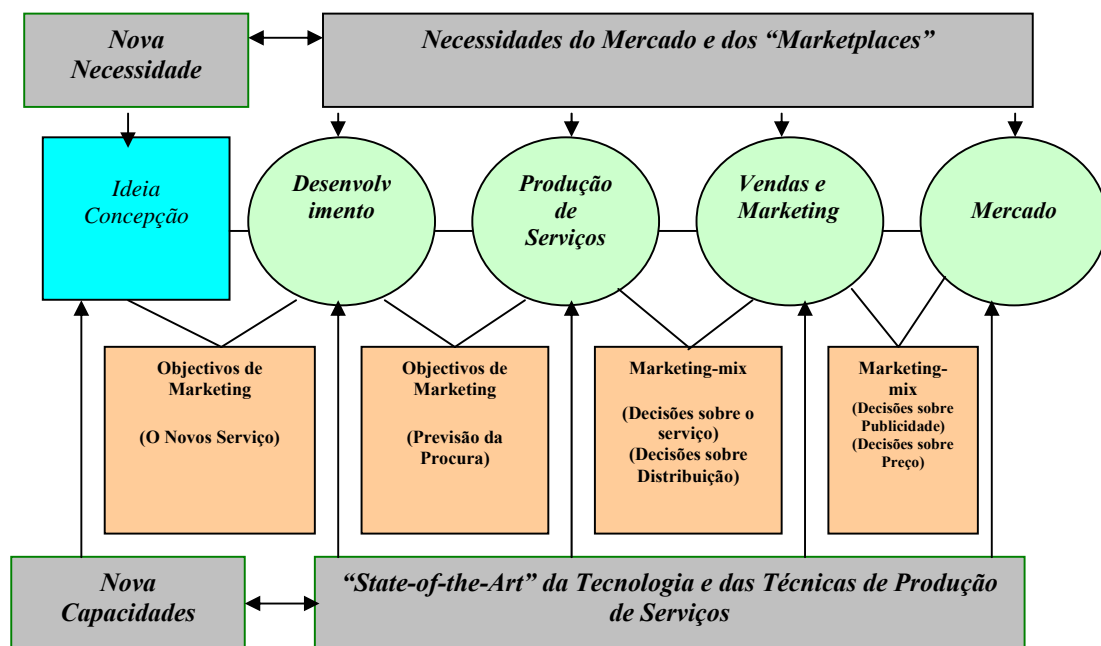 Nova
Necessidade
Necessidades do Mercado e dos “Marketplaces”
Ideia
Concepção
Desenvolv
imento
Produção
de
Serviços
Vendas e
Marketing
Mercado
Objectivos de
Marketing
(O Novos Serviço)
Objectivos de
Marketing
(Previsão da
Procura)
Marketing-mix
(Decisões sobre o
serviço)
(Decisões sobre
Distribuição)
Marketing-
mix
(Decisões sobre
Publicidade)
(Decisões sobre
Preço)
Nova
Capacidades
“State-of-the-Art” da Tecnologia e das Técnicas de Produção
de Serviços